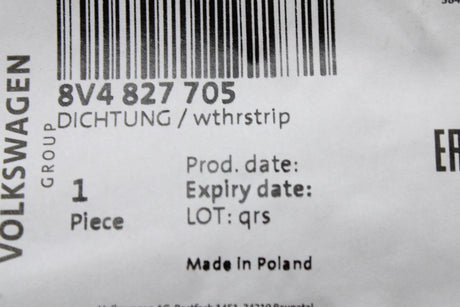 VOLKSWAGEN
GROUP
8V4 827 705
DICHTUNG / wthrstrip
1
Piece
Prod. date:
Expiry date:
LOT: qrs
Made in Poland